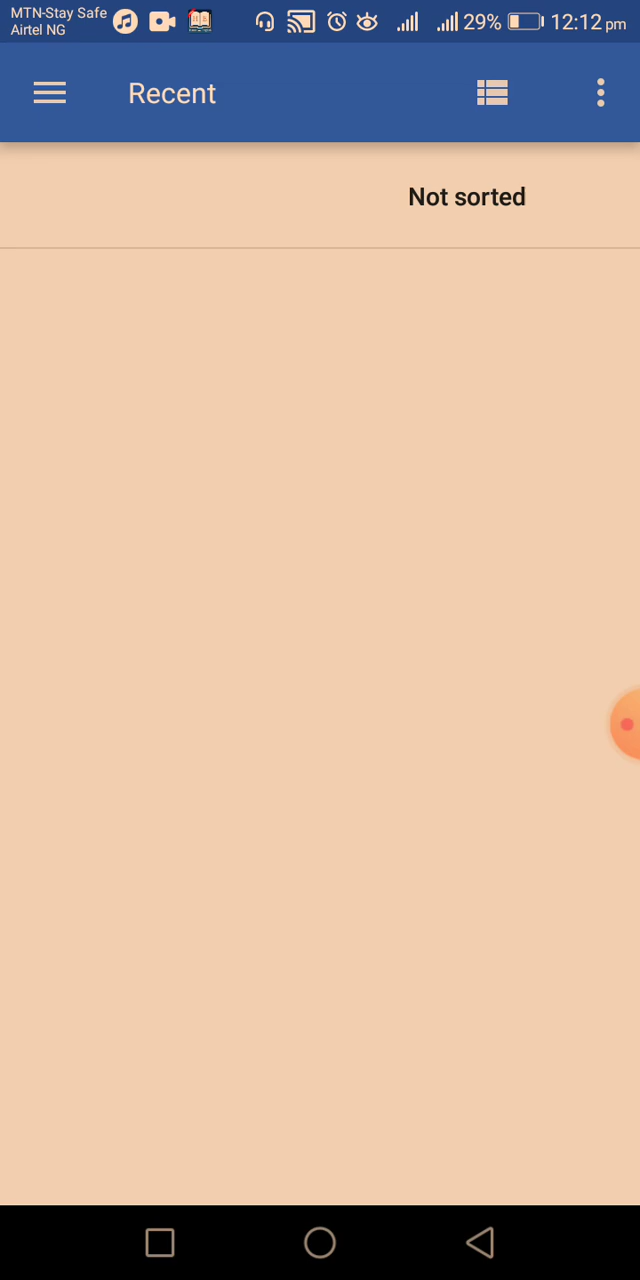 MTN-Stay Safe
Airtel NG
29%
12:12 pm
Recent
Not sorted